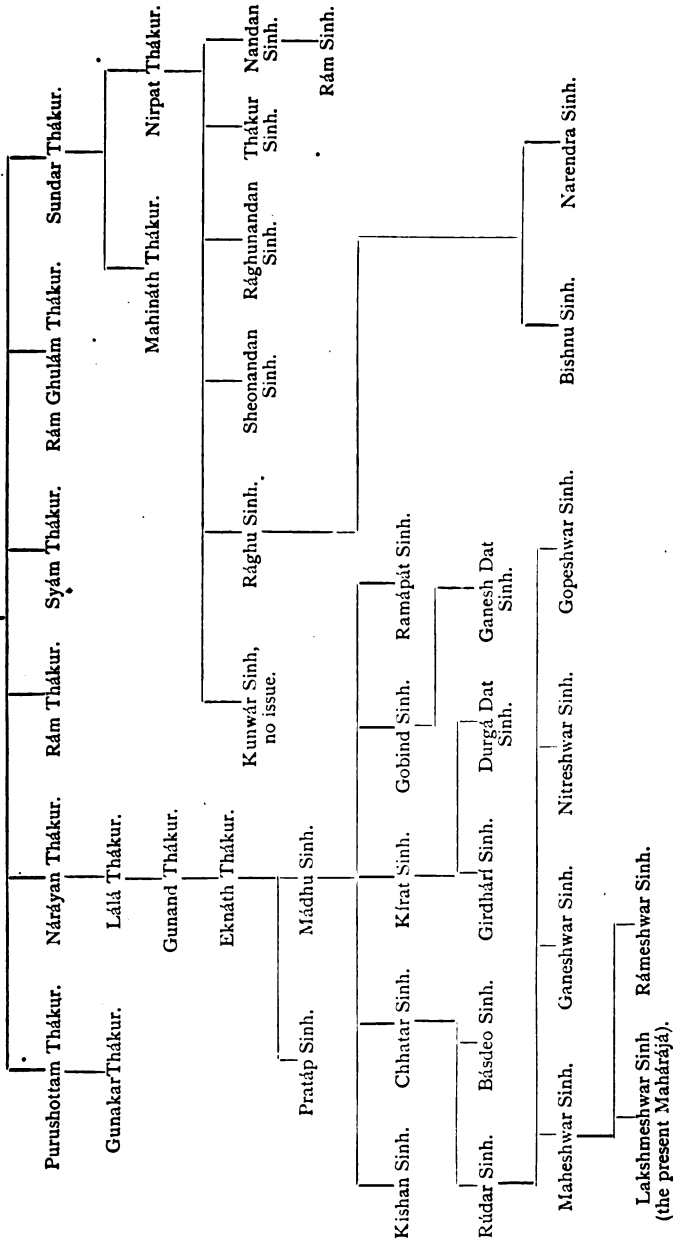 Purushottam Thákur.
Náráyan Thákur.
Rám Thákur.
Syám Thákur.
Rám Ghulám Thákur.
Sundar Thákur.
Gunakar Thákur.
Lálá Thákur.
Mahináth Thákur.
Nirpat Thákur.
Gunand Thákur.
Eknáth Thákur.
Kunwár Sinh,
no issue.
Rághu Sinh.
Sheonandan
Sinh.
Rághunandan
Sinh.
Thákur
Sinh.
Nandan
Sinh.
Pratáp Sinh.
Mádhu Sinh.
Rám Sinh.
Kishan Sinh.
Chhatar Sinh.
Kírat Sinh.
Gobind Sinh.
Ramápát Sinh.
Rúdar Sinh.
Básdeo Sinh.
Girdhárí Sinh.
Durgá Dat
Sinh.
Ganesh Dat
Sinh.
Bishnu Sinh.
Narendra Sinh.
Maheshwar Sinh.
Ganeshwar Sinh.
Nitreshwar Sinh.
Gopeshwar Sinh.
Lakshmeshwar Sinh
(the present Mahárájá).
Rámeshwar Sinh.